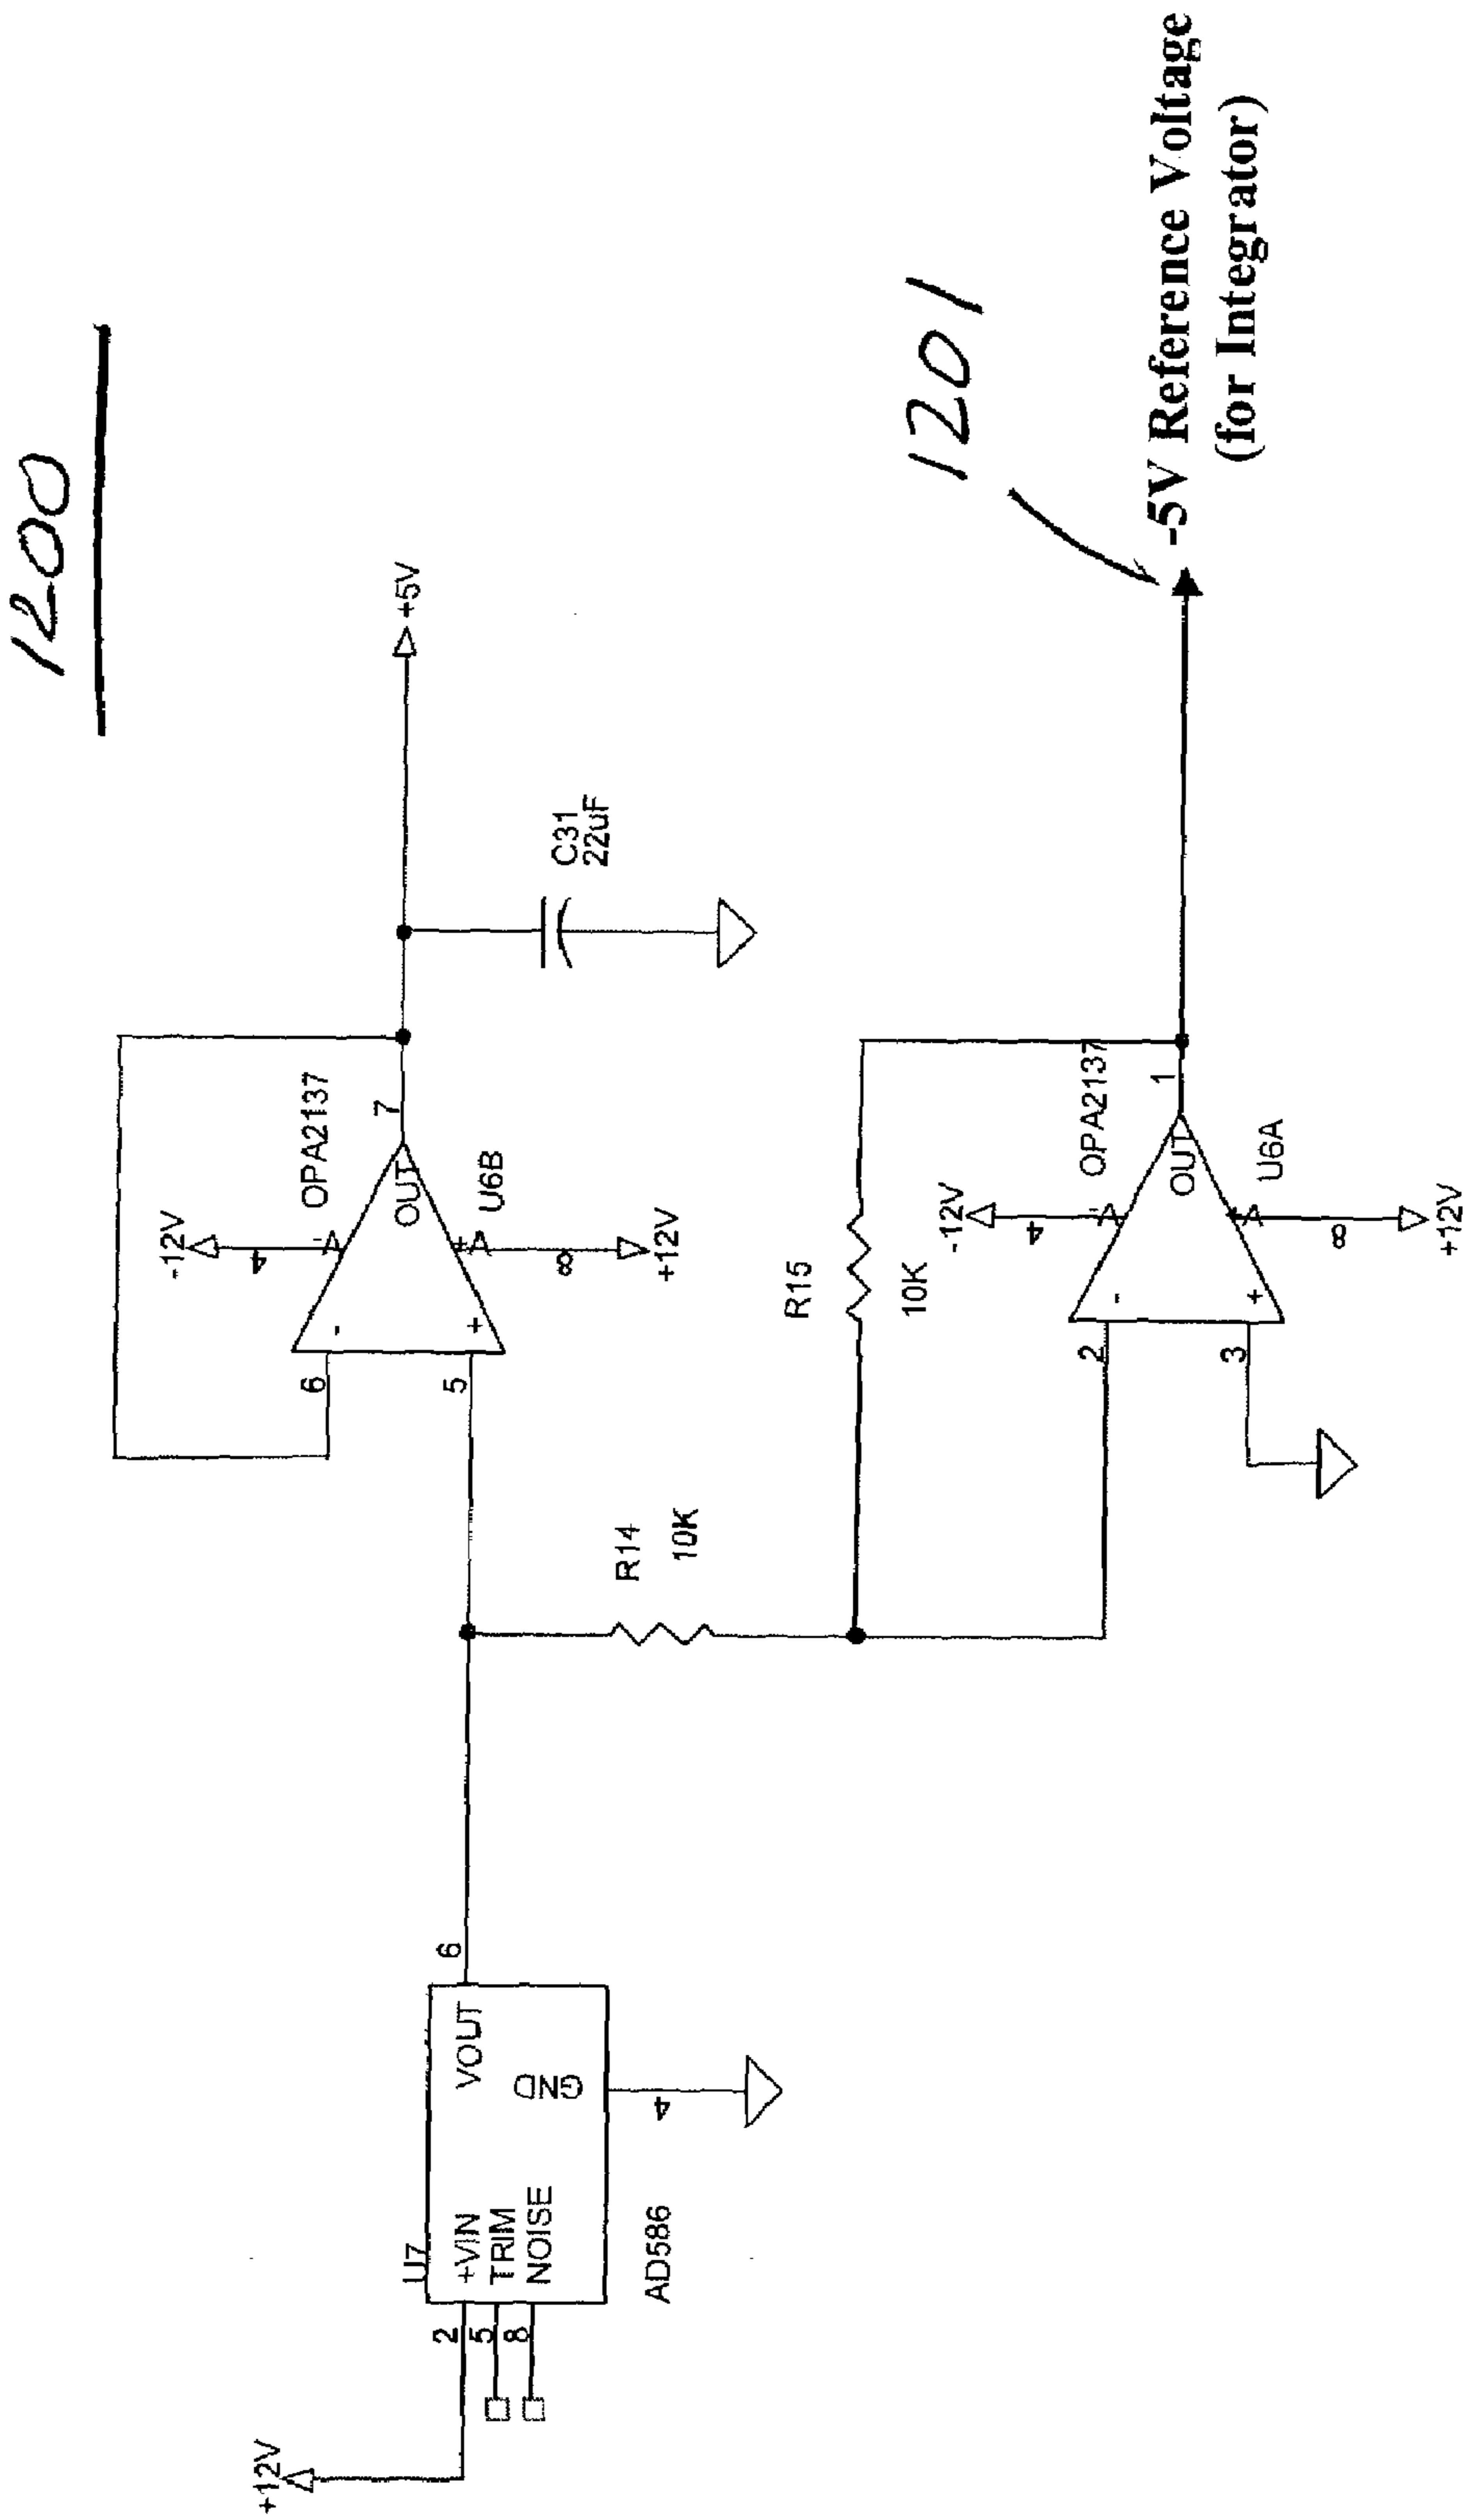 1200
+12V
U7
2
5
8
+VIN
TRIM
NOISE
VOUT
GND
6
4
AD586
-12V
4
OPA2137
6
-
5
+
OUT
7
U6B
8
+12V
+5V
C31
22uF
R14
10K
R15
10K
-12V
4
OPA2137
2
-
3
+
OUT
1
U6A
8
+12V
1201
-5V Reference Voltage
(for Integrator)